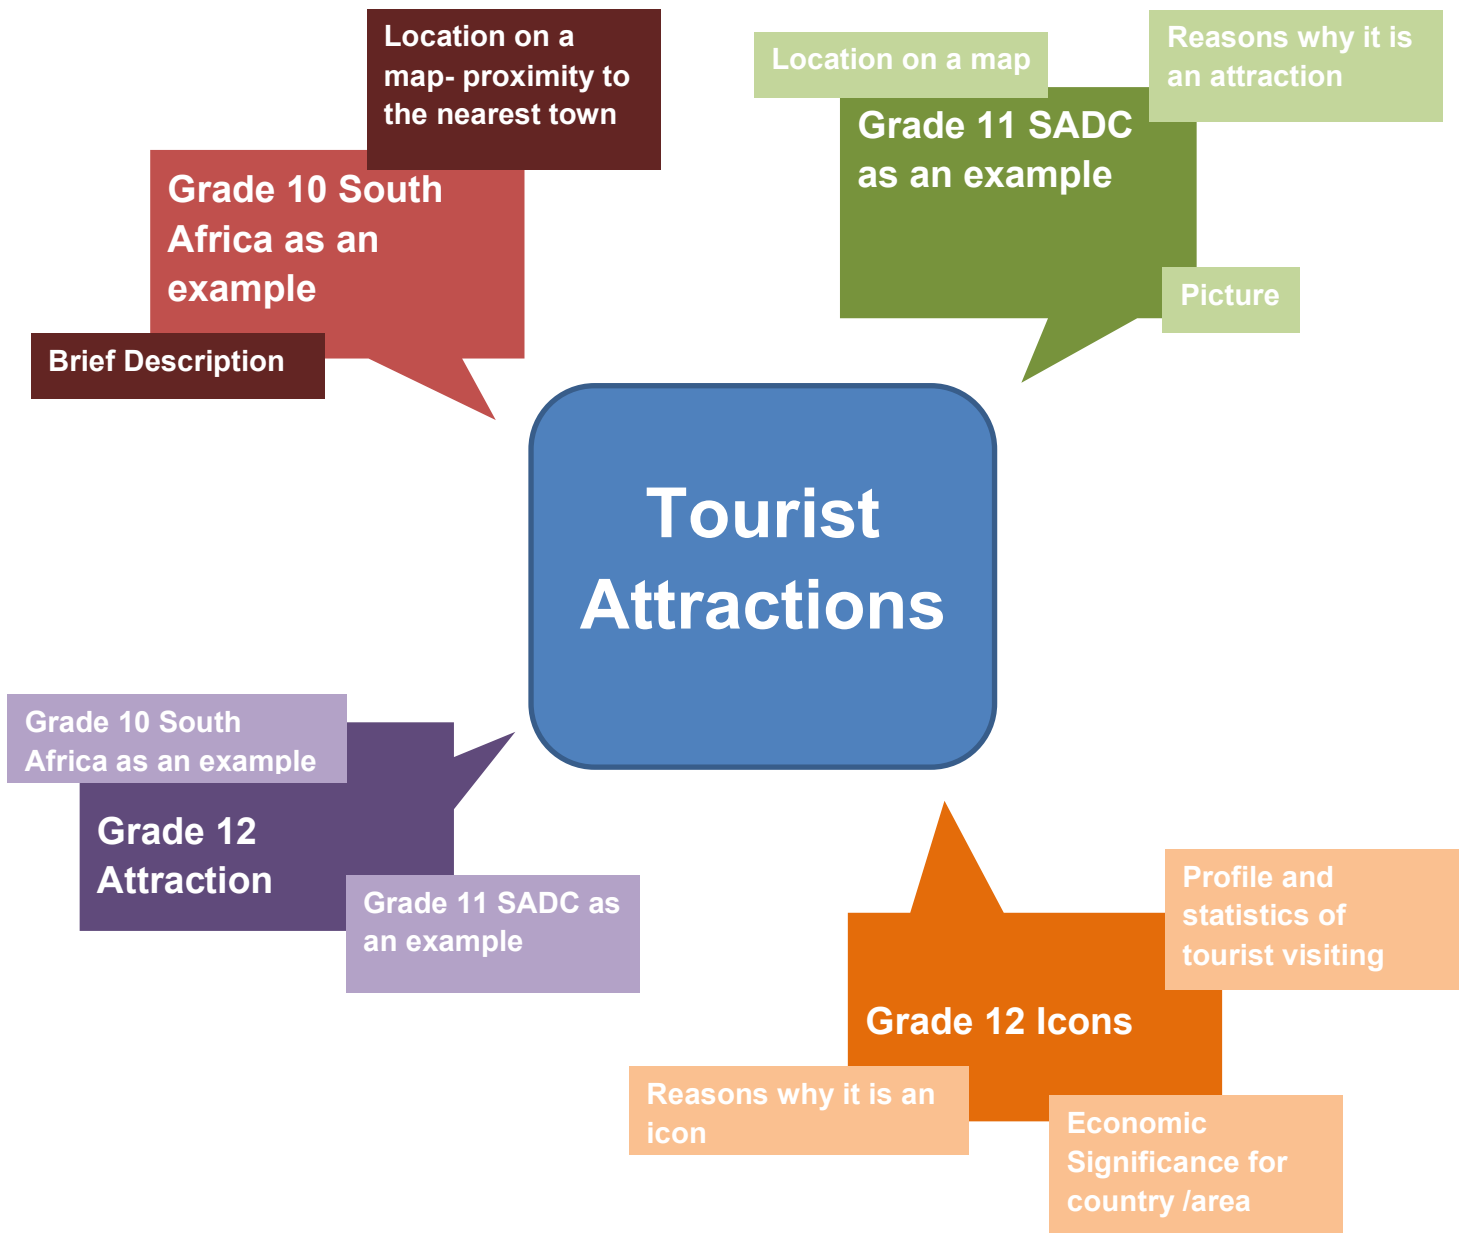 Location on a
map- proximity to
the nearest town
Grade 10 South
Africa as an
example
Brief Description
Location on a map
Reasons why it is
an attraction
Grade 11 SADC
as an example
Picture
Tourist
Attractions
Grade 10 South
Africa as an example
Grade 12
Attraction
Grade 11 SADC as
an example
Profile and
statistics of
tourist visiting
Grade 12 Icons
Reasons why it is an
icon
Economic
Significance for
country /area